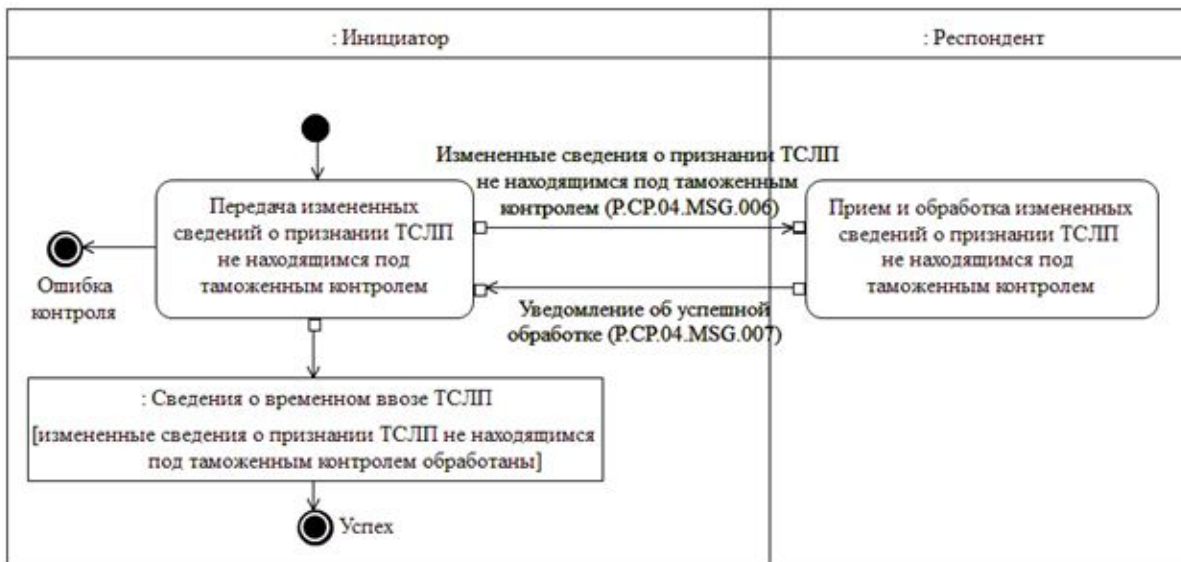 : Инициатор
: Респондент
Измененные сведения о признании ТСЛП
не находящимся под таможенным
контролем (P.CP.04.MSG.006)
Передача измененных
сведений о признании ТСЛП
не находящимся под
таможенным контролем
Прием и обработка измененных
сведений о признании ТСЛП
не находящимся под
таможенным контролем
Ошибка
контроля
Уведомление об успешной
обработке (P.CP.04.MSG.007)
: Сведения о временном ввозе ТСЛП
[измененные сведения о признании ТСЛП не находящимся
под таможенным контролем обработаны]
Успех